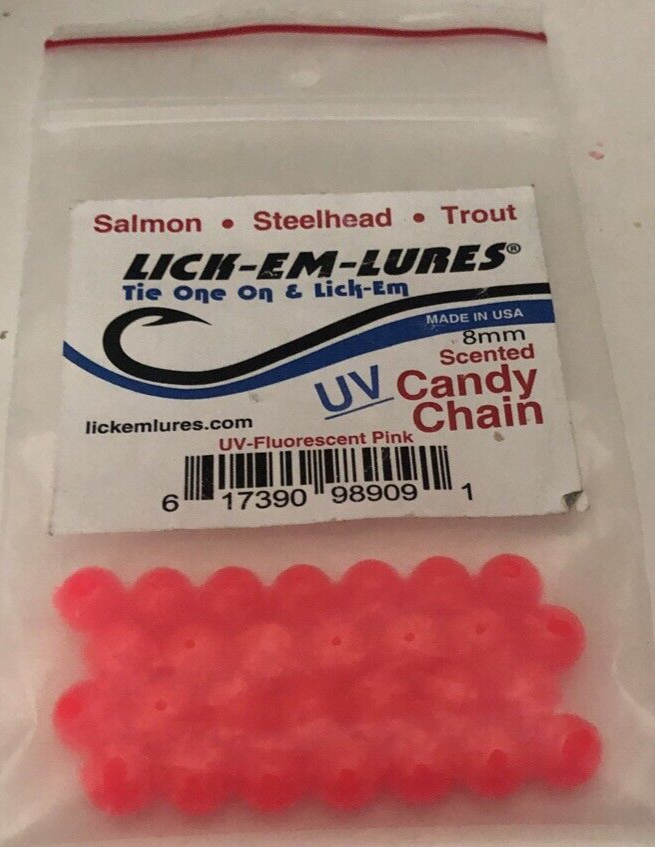 Salmon • Steelhead • Trout
LICK-EM-LURES®
Tie One On & Lick-Em
MADE IN USA
8mm
Scented
UV Candy
Chain
lickemlures.com
UV-Fluorescent Pink
6 17390 98909 1